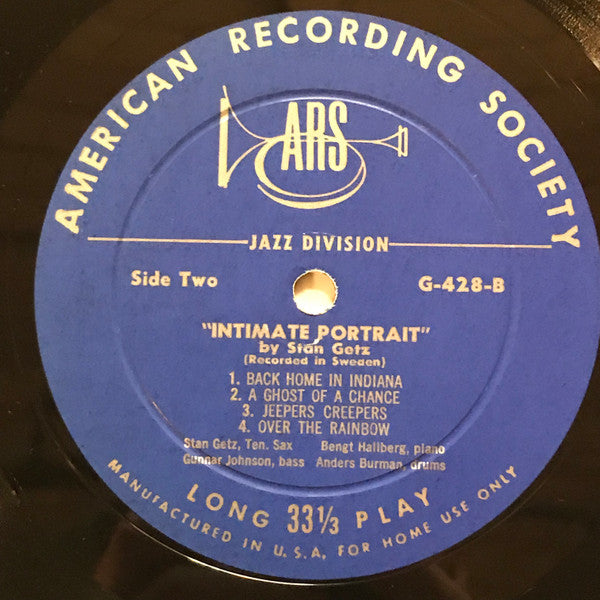 AMERICAN RECORDING SOCIETY
ARS
JAZZ DIVISION
Side Two
G-428-B
"INTIMATE PORTRAIT"
by Stan Getz
(Recorded in Sweden)
1. BACK HOME IN INDIANA
2. A GHOST OF A CHANCE
3. JEEPERS CREEPERS
4. OVER THE RAINBOW
Stan Getz, Ten. Sax Bengt Hallberg, piano
Gunnar Johnson, bass Anders Burman, drums
LONG 33⅓ PLAY
MANUFACTURED IN U.S.A. FOR HOME USE ONLY